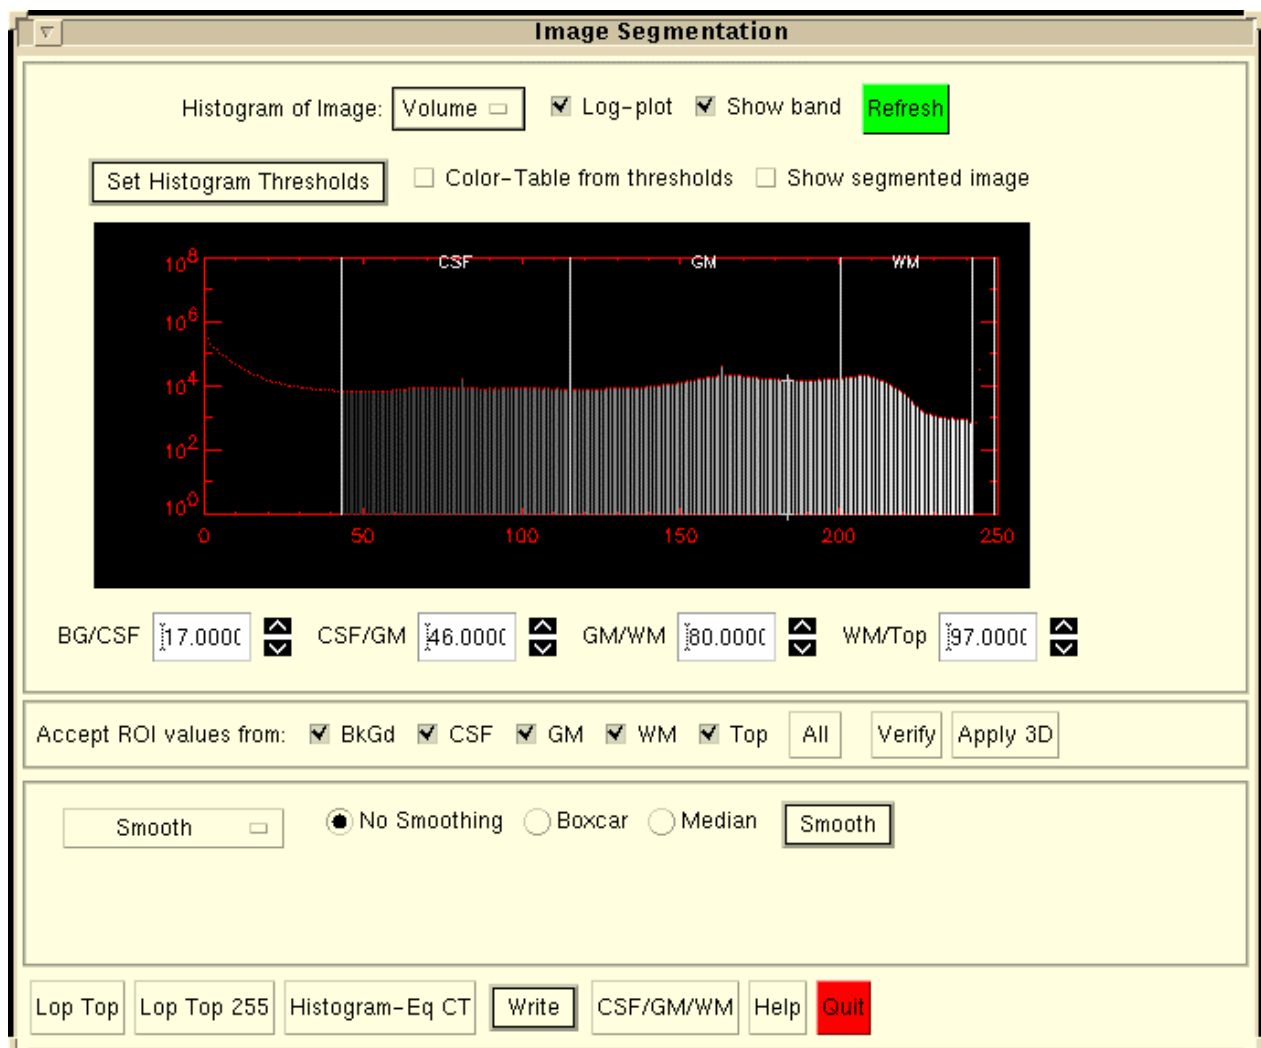 Image Segmentation
Histogram of Image: Volume Log-plot Show band Refresh
Set Histogram Thresholds Color-Table from thresholds Show segmented image
CSF GM WM
10^8
10^6
10^4
10^2
10^0
0 50 100 150 200 250
BG/CSF 17.000( CSF/GM 46.000( GM/WM 80.000( WM/Top 97.000(
Accept ROI values from: BkGd CSF GM WM Top All Verify Apply 3D
Smooth No Smoothing Boxcar Median Smooth
Lop Top Lop Top 255 Histogram-Eq CT Write CSF/GM/WM Help Quit